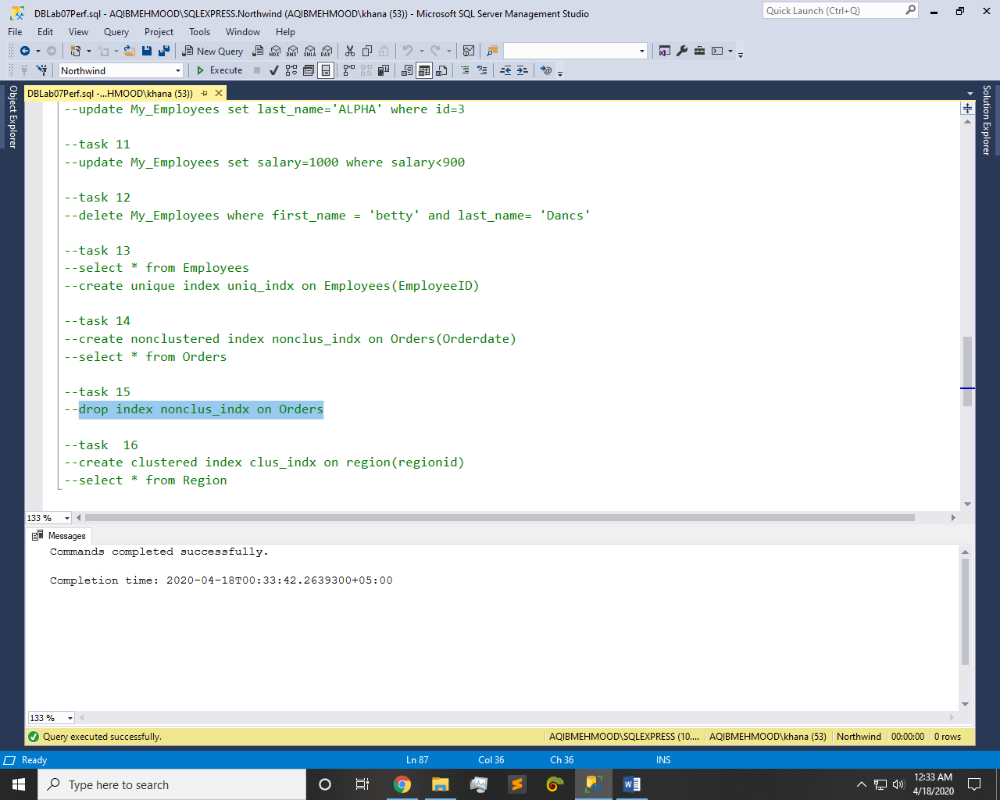 DBLab07Perf.sql - AQIBMEHMOOD\SQLEXPRESS.Northwind (AQIBMEHMOOD\khana (53)) - Microsoft SQL Server Management Studio
Quick Launch (Ctrl+Q)
File Edit View Query Project Tools Window Help
New Query
MDX DMX XMLA DAX
Northwind
Execute
Object Explorer
DBLab07Perf.sql -...HMOOD\khana (53))
Solution Explorer
--update My_Employees set last_name='ALPHA' where id=3
--task 11
--update My_Employees set salary=1000 where salary<900
--task 12
--delete My_Employees where first_name = 'betty' and last_name= 'Dancs'
--task 13
--select * from Employees
--create unique index uniq_indx on Employees(EmployeeID)
--task 14
--create nonclustered index nonclus_indx on Orders(Orderdate)
--select * from Orders
--task 15
--drop index nonclus_indx on Orders
--task  16
--create clustered index clus_indx on region(regionid)
--select * from Region
133 %
Messages
Commands completed successfully.
Completion time: 2020-04-18T00:33:42.2639300+05:00
133 %
Query executed successfully.
AQIBMEHMOOD\SQLEXPRESS (10.... AQIBMEHMOOD\khana (53) Northwind 00:00:00 0 rows
Ready Ln 87 Col 36 Ch 36 INS
Type here to search
12:33 AM
4/18/2020